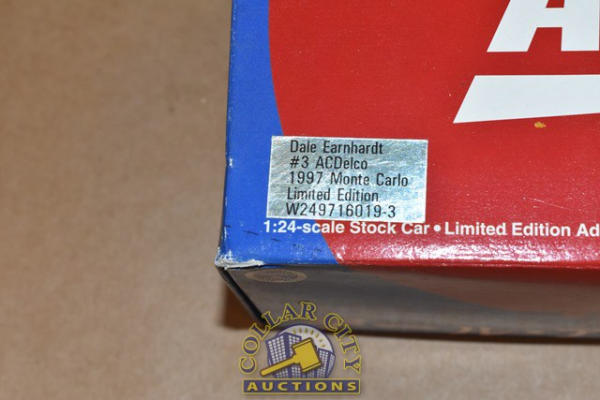 A
Dale Earnhardt
#3 ACDelco
1997 Monte Carlo
Limited Edition
W249716019-3
1:24-scale Stock Car • Limited Edition Ad
COLLAR CITY
AUCTIONS